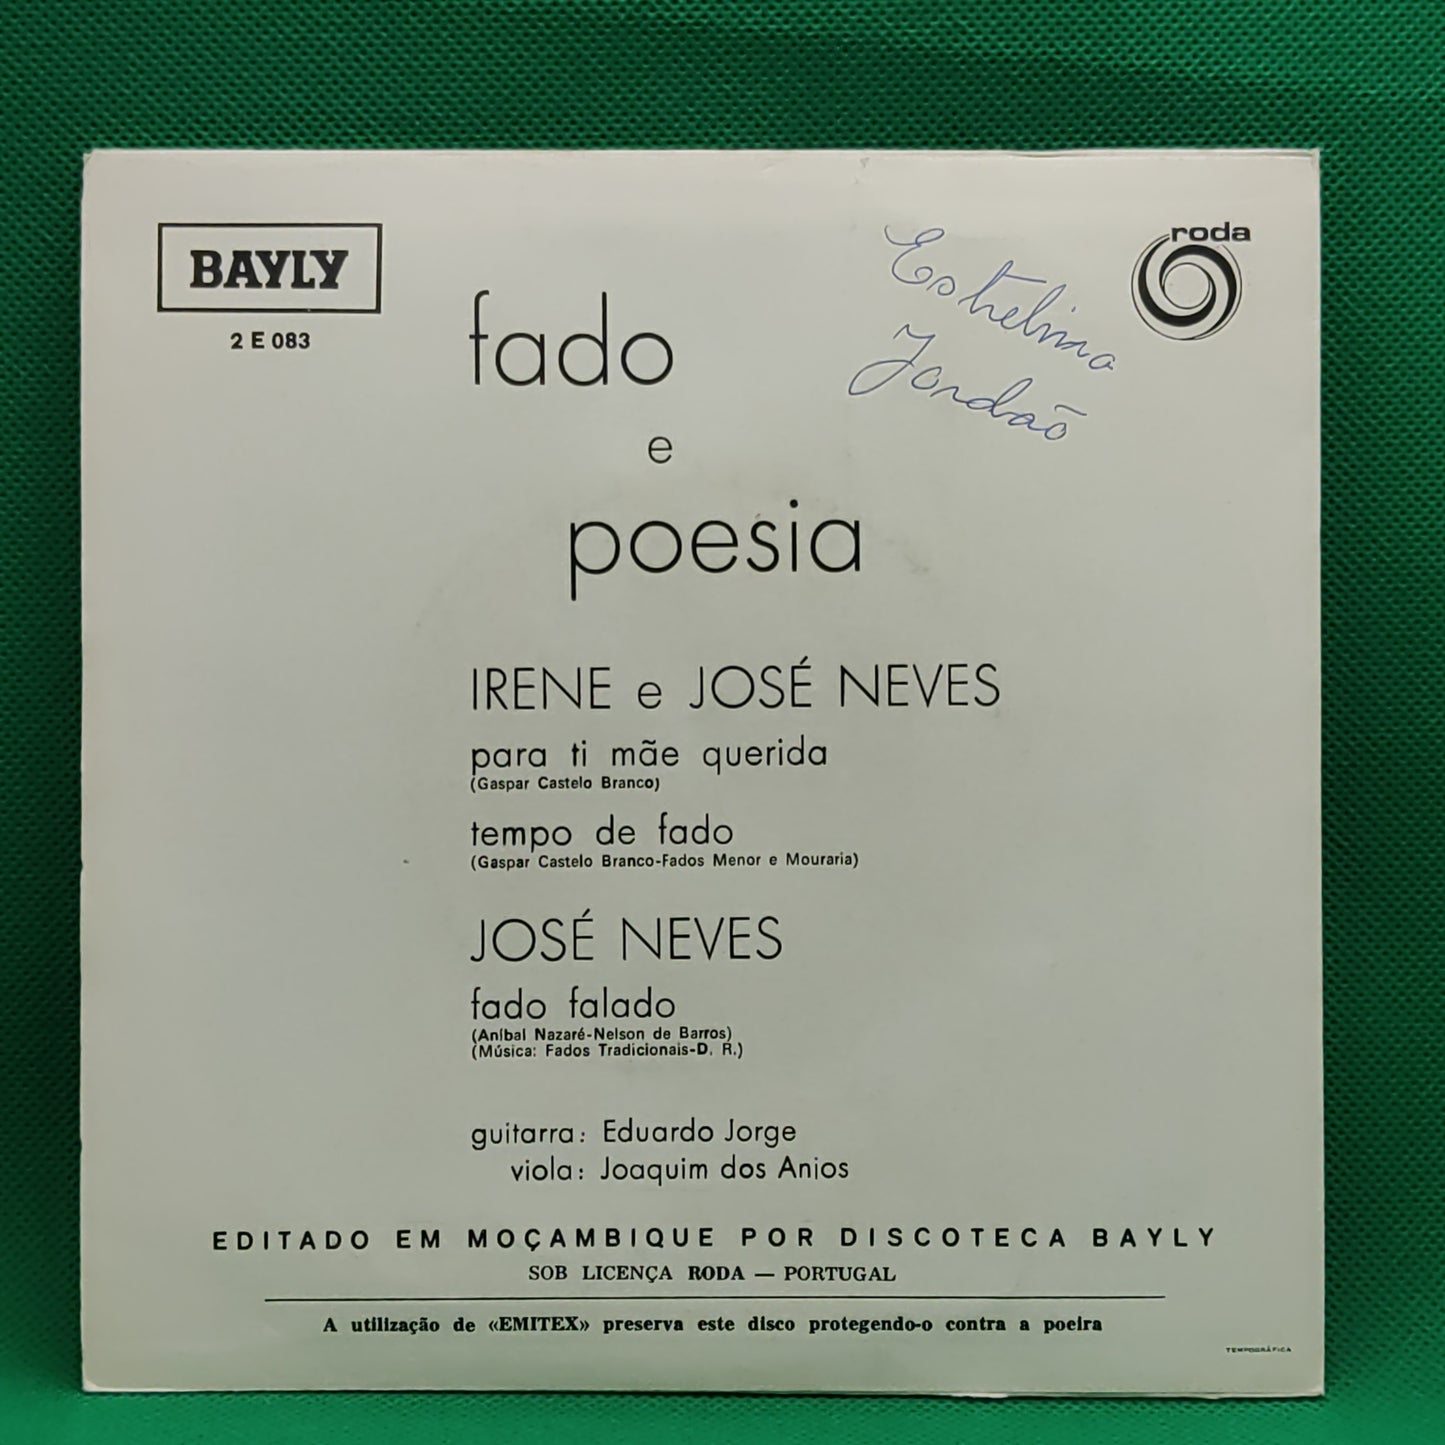 BAYLY
2 E 083
roda
Estrelina
Jordão
fado
e
poesia
IRENE e JOSÉ NEVES
para ti mãe querida
(Gaspar Castelo Branco)
tempo de fado
(Gaspar Castelo Branco-Fados Menor e Mouraria)
JOSÉ NEVES
fado falado
(Aníbal Nazaré-Nelson de Barros)
(Música: Fados Tradicionais-D. R.)
guitarra: Eduardo Jorge
viola: Joaquim dos Anjos
EDITADO EM MOÇAMBIQUE POR DISCOTECA BAYLY
SOB LICENÇA RODA — PORTUGAL
A utilização de «EMITEX» preserva este disco protegendo-o contra a poeira
TEMPOGRÁFICA